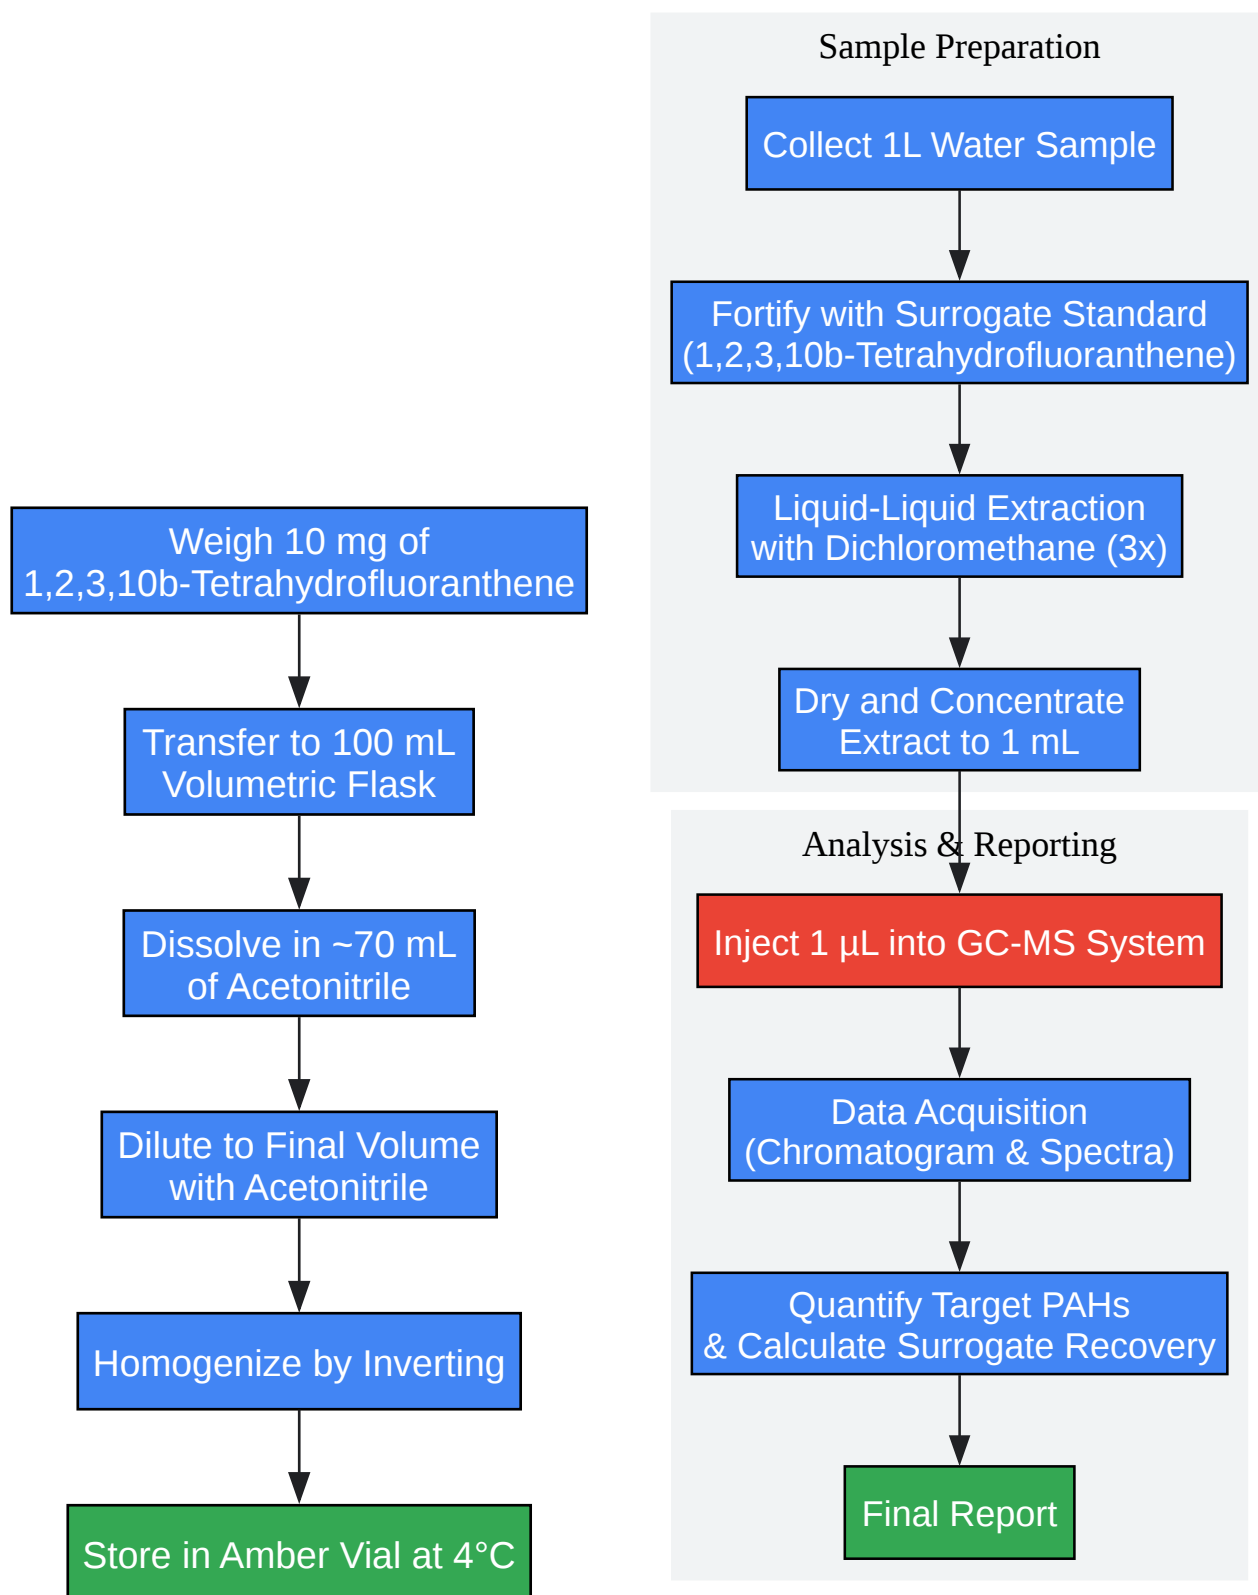 Weigh 10 mg of
1,2,3,10b-Tetrahydrofluoranthene
Transfer to 100 mL
Volumetric Flask
Dissolve in ~70 mL
of Acetonitrile
Dilute to Final Volume
with Acetonitrile
Homogenize by Inverting
Store in Amber Vial at 4°C
Sample Preparation
Collect 1L Water Sample
Fortify with Surrogate Standard
(1,2,3,10b-Tetrahydrofluoranthene)
Liquid-Liquid Extraction
with Dichloromethane (3x)
Dry and Concentrate
Extract to 1 mL
Analysis & Reporting
Inject 1 µL into GC-MS System
Data Acquisition
(Chromatogram & Spectra)
Quantify Target PAHs
& Calculate Surrogate Recovery
Final Report